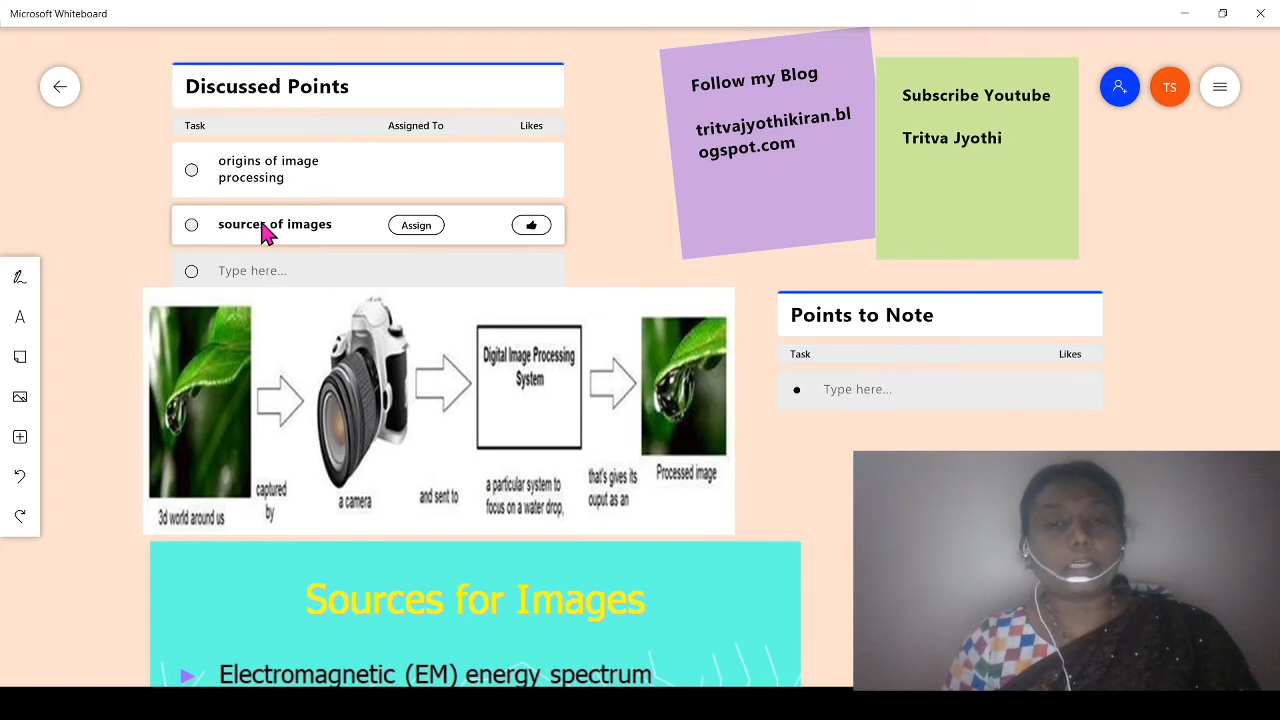 Microsoft Whiteboard
Discussed Points
Task Assigned To Likes
origins of image
processing
sources of images Assign
Type here...
Follow my Blog
tritvajyothikiran.bl
ogspot.com
Subscribe Youtube
Tritva Jyothi
TS
A
Points to Note
Task Likes
Type here...
Digital Image Processing
System
3d world around us
captured
by
a camera
and sent to
a particular system to
focus on a water drop,
that's gives its
ouput as an
Processed image
Sources for Images
Electromagnetic (EM) energy spectrum